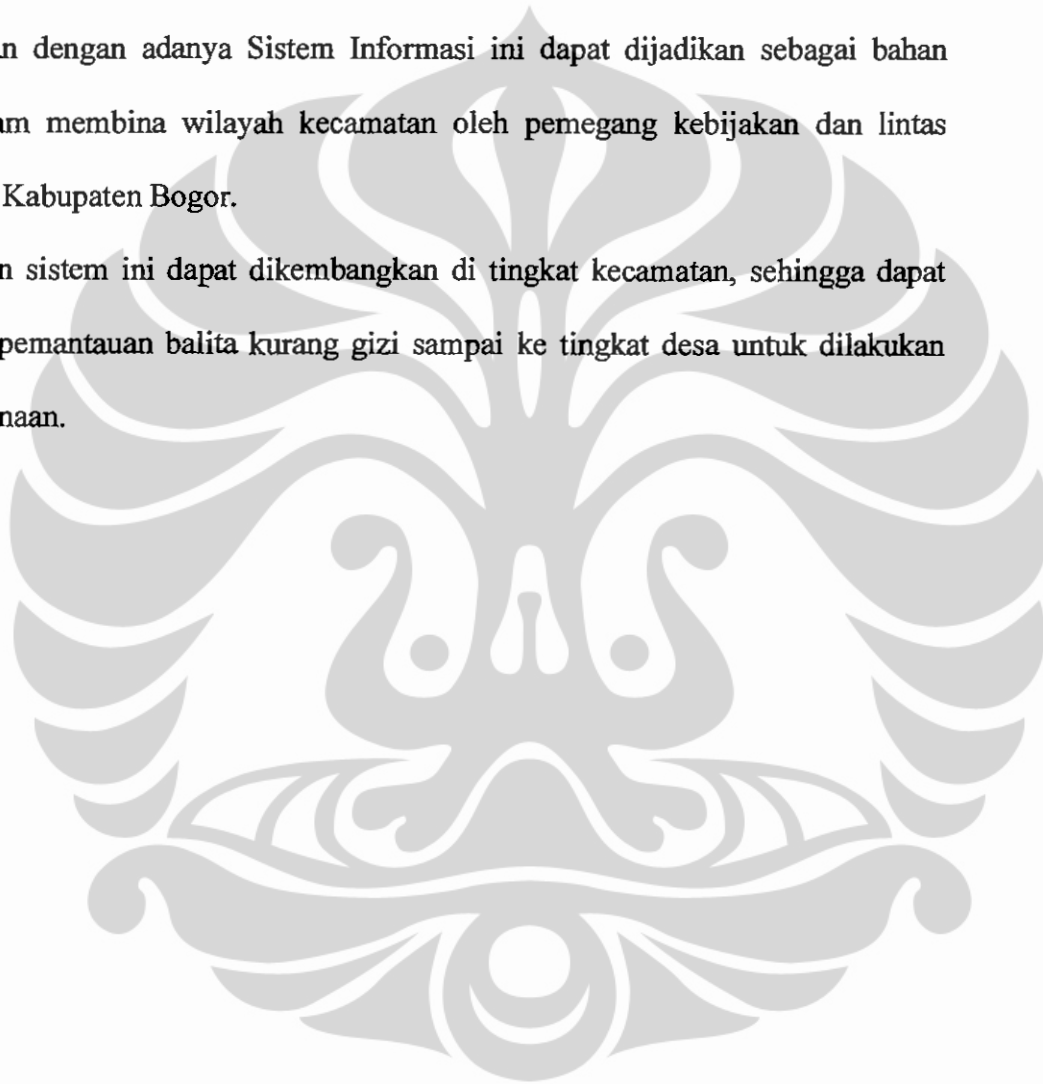 dengan adanya Sistem Informasi ini dapat dijadikan sebagai bahan
membina wilayah kecamatan oleh pemegang kebijakan dan lintas
Kabupaten Bogor.
sistem ini dapat dikembangkan di tingkat kecamatan, sehingga dapat
pemantauan balita kurang gizi sampai ke tingkat desa untuk dilakukan